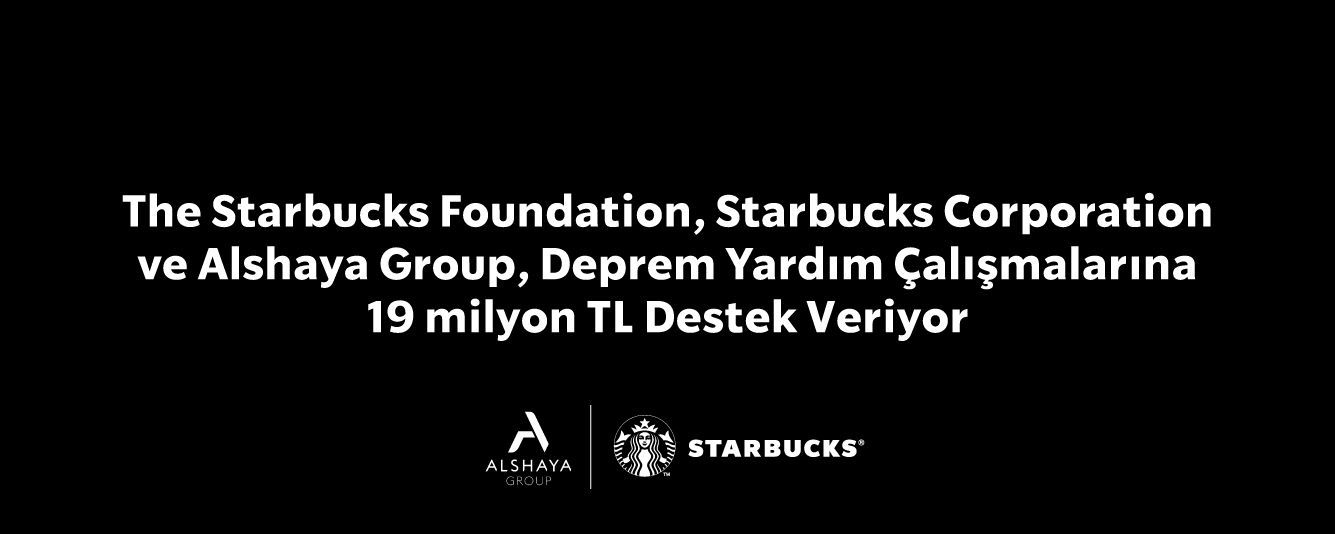 The Starbucks Foundation, Starbucks Corporation
ve Alshaya Group, Deprem Yardım Çalışmalarına
19 milyon TL Destek Veriyor
ALSHAYA
GROUP
TM
STARBUCKS®